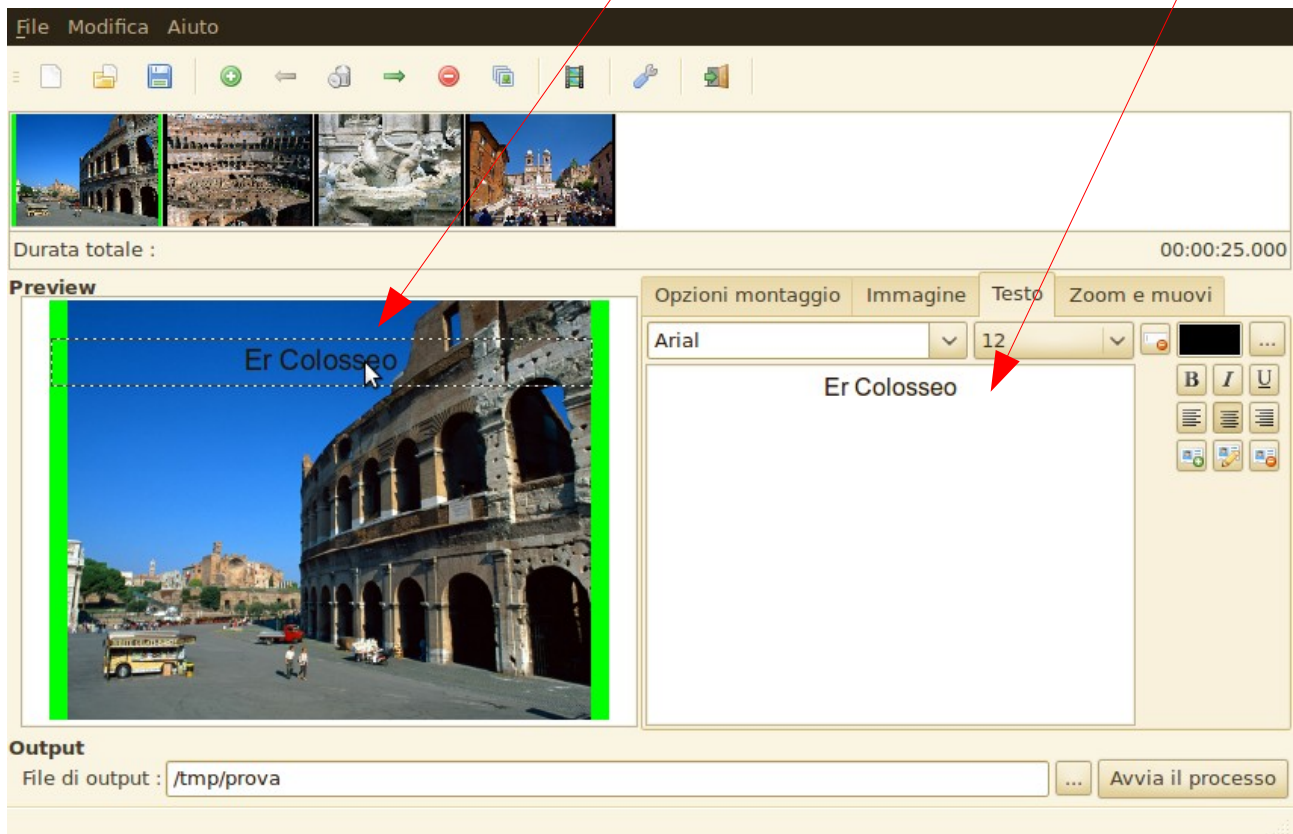 File Modifica Aiuto
Durata totale : 00:00:25.000
Preview
Opzioni montaggio Immagine Testo Zoom e muovi
Arial 12 ...
B I U
Er Colosseo
Er Colosseo
Output
File di output : /tmp/prova ... Avvia il processo